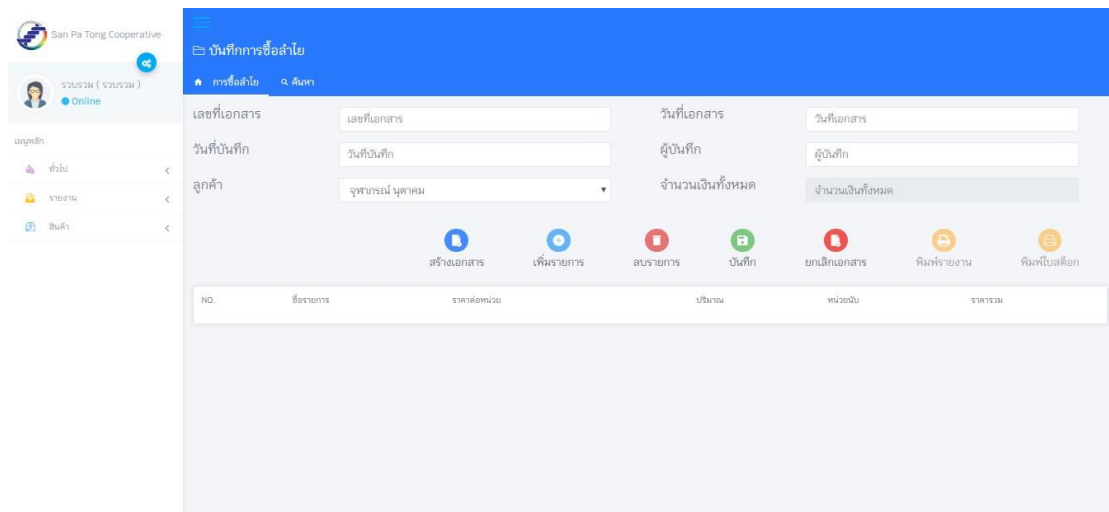 San Pa Tong Cooperative
รวบรวม ( รวบรวม )
Online
เมนูหลัก
ทั่วไป
รายงาน
สินค้า
บันทึกการซื้อลำไย
การซื้อลำไย ค้นหา
เลขที่เอกสาร เลขที่เอกสาร วันที่เอกสาร วันที่เอกสาร
วันที่บันทึก วันที่บันทึก ผู้บันทึก ผู้บันทึก
ลูกค้า จุฬาภรณ์ นุตาคม จำนวนเงินทั้งหมด จำนวนเงินทั้งหมด
สร้างเอกสาร เพิ่มรายการ ลบรายการ บันทึก ยกเลิกเอกสาร พิมพ์รายงาน พิมพ์ใบสต็อก
NO. ชื่อรายการ ราคาต่อหน่วย ปริมาณ หน่วยนับ ราคารวม